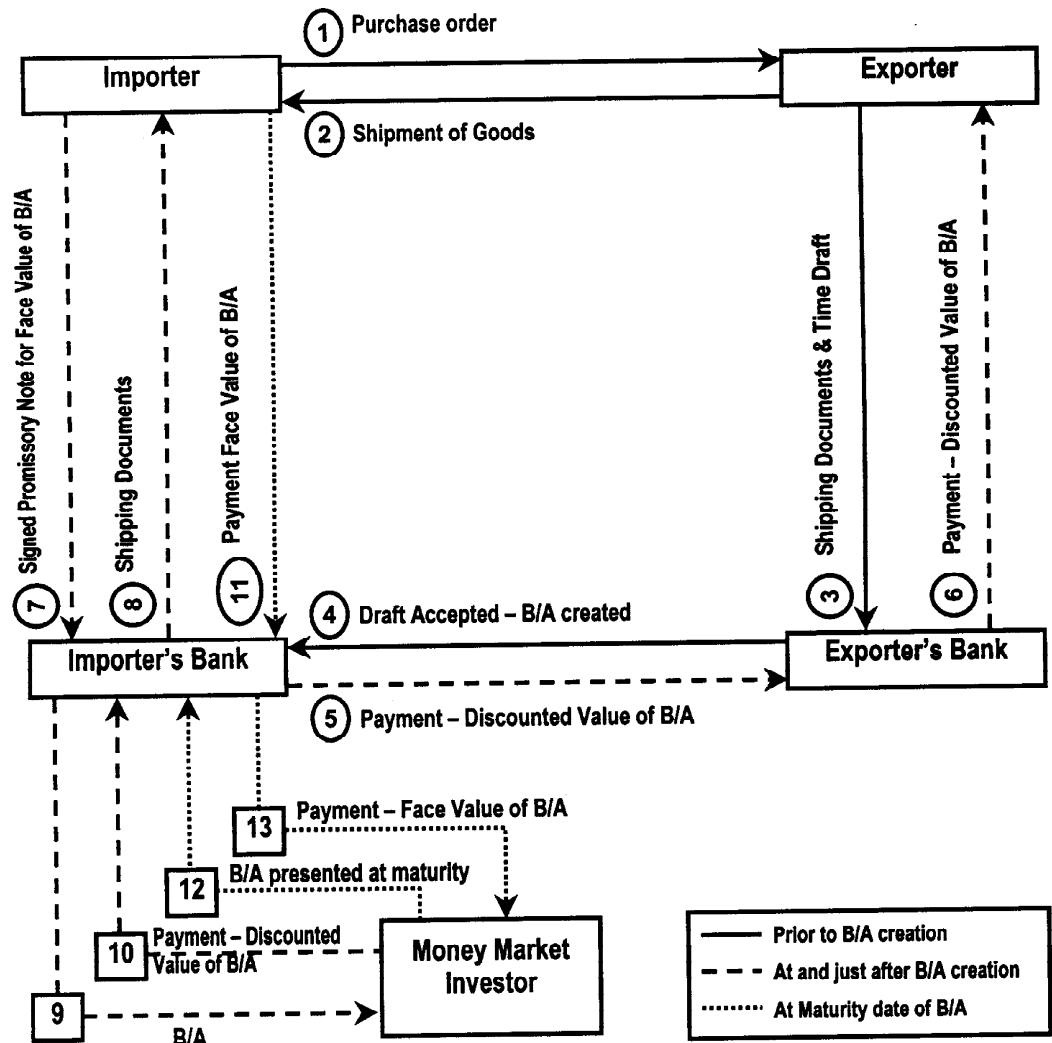 1 Purchase order
Importer
Exporter
2 Shipment of Goods
7 Signed Promissory Note for Face Value of B/A
8 Shipping Documents
11 Payment Face Value of B/A
3 Shipping Documents & Time Draft
6 Payment – Discounted Value of B/A
4 Draft Accepted – B/A created
Importer's Bank
Exporter's Bank
5 Payment – Discounted Value of B/A
13 Payment – Face Value of B/A
12 B/A presented at maturity
10 Payment – Discounted
Value of B/A
Money Market
Investor
9 B/A
Prior to B/A creation
At and just after B/A creation
At Maturity date of B/A